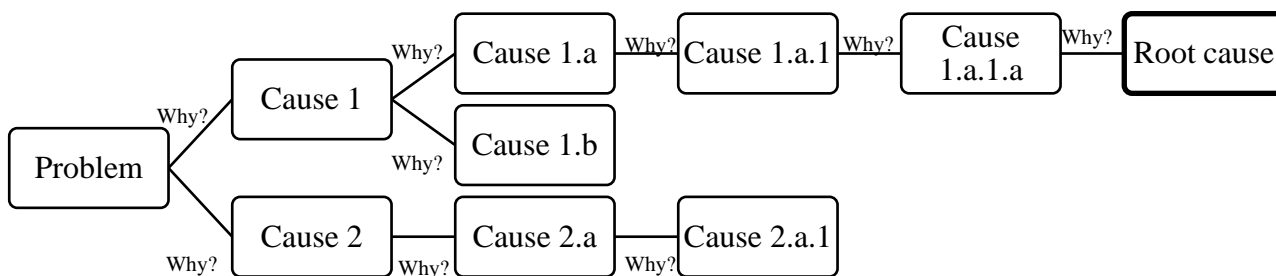 Why?
Cause 1.a
Why?
Cause 1.a.1
Why?
Cause
1.a.1.a
Why?
Root cause
Why?
Cause 1
Why?
Cause 1.b
Problem
Why?
Cause 2
Why?
Cause 2.a
Why?
Cause 2.a.1